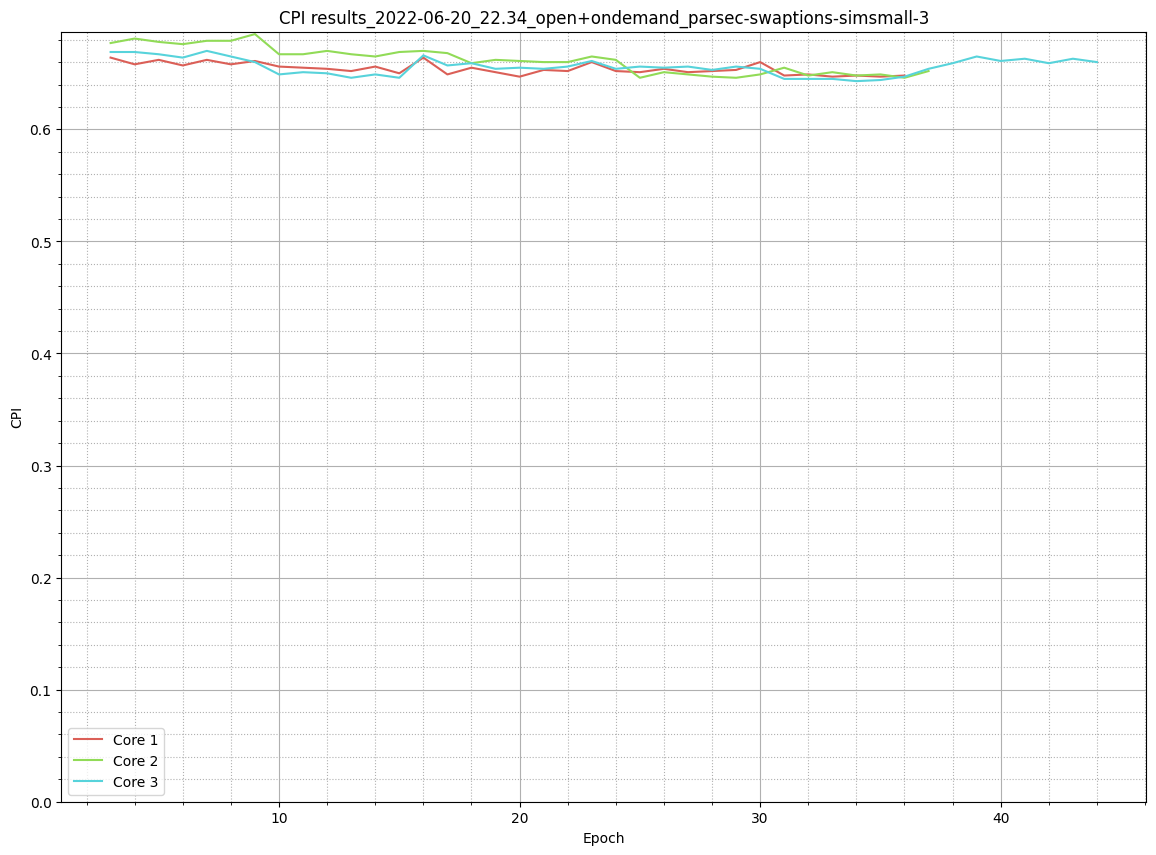 CPI results_2022-06-20_22.34_open+ondemand_parsec-swaptions-simsmall-3
CPI
0.6
0.5
0.4
0.3
0.2
0.1
0.0
Core 1
Core 2
Core 3
10
20
30
40
Epoch